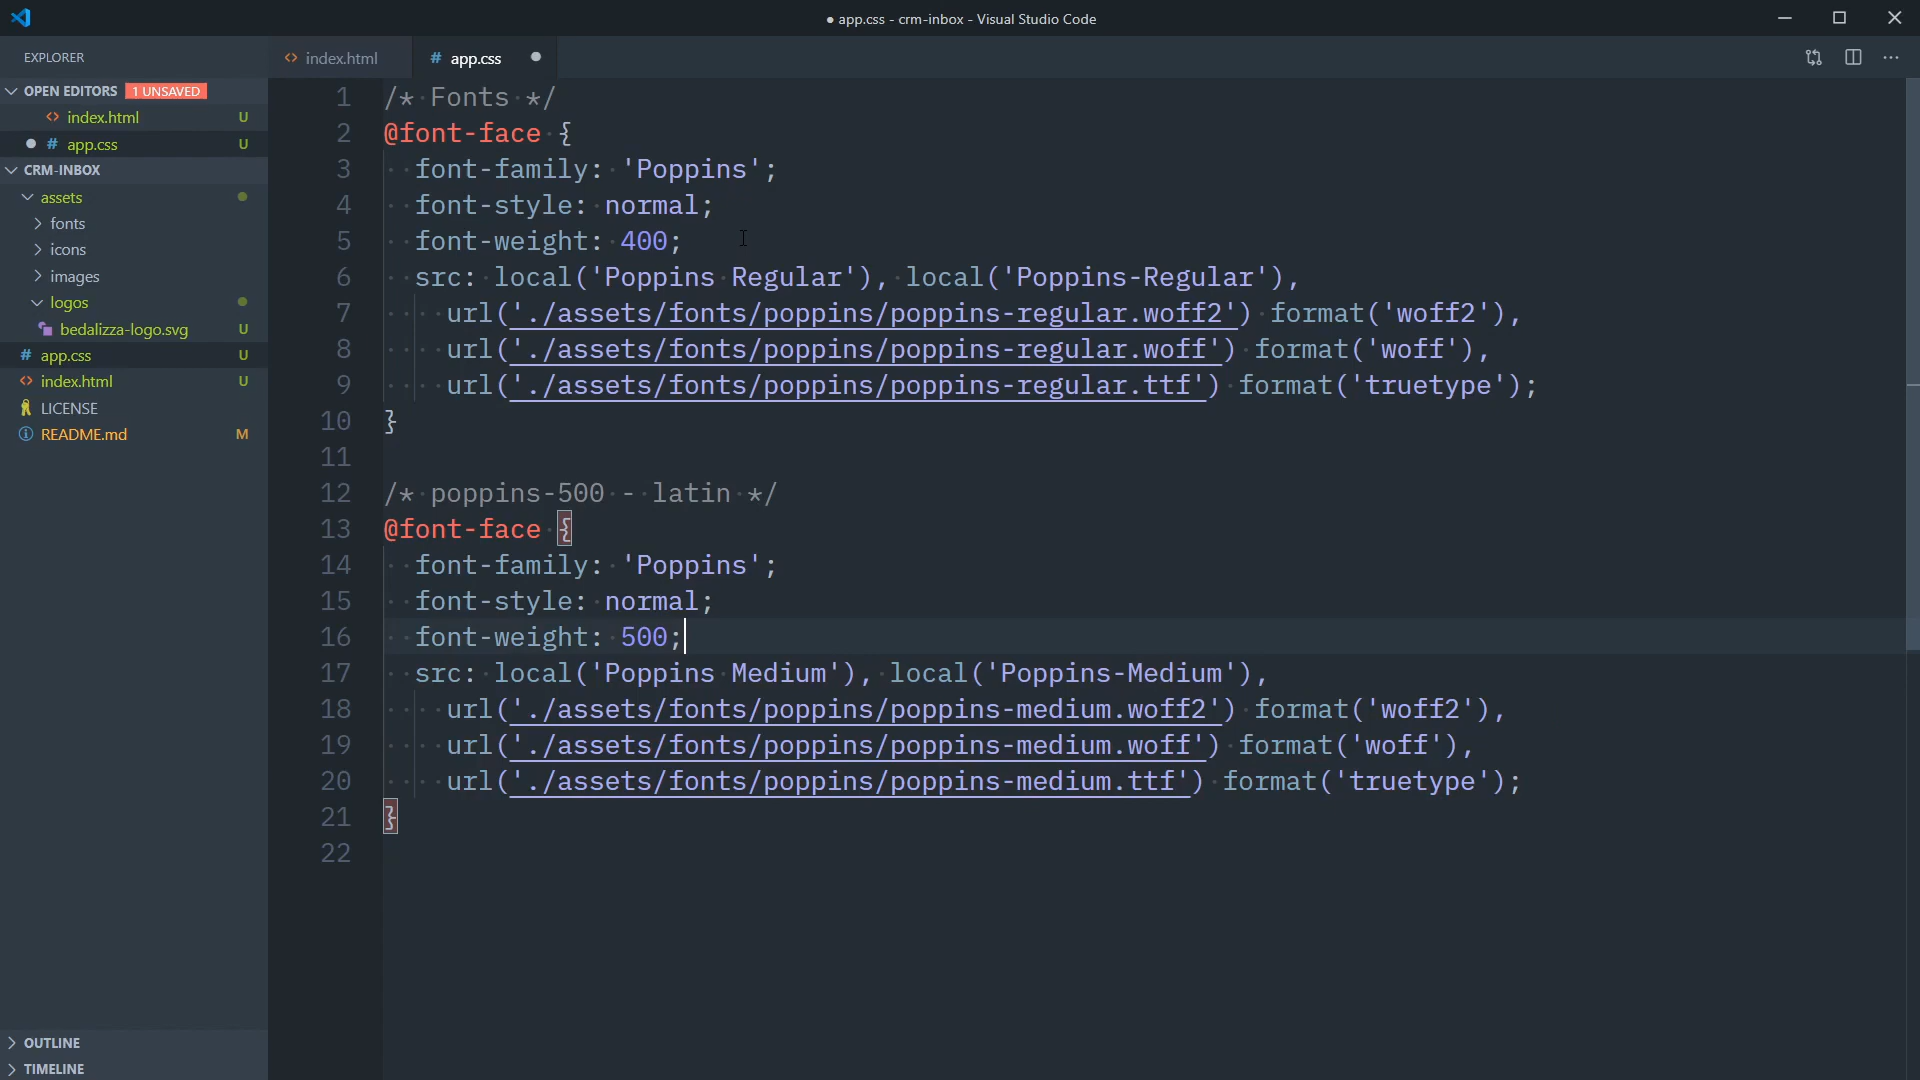 ● app.css - crm-inbox - Visual Studio Code
EXPLORER
OPEN EDITORS 1 UNSAVED
<> index.html U
● # app.css U
CRM-INBOX
assets
fonts
icons
images
logos
bedalizza-logo.svg U
# app.css U
<> index.html U
LICENSE
README.md M
OUTLINE
TIMELINE
<> index.html
# app.css ●
1 /* Fonts */
2 @font-face {
3 font-family: 'Poppins';
4 font-style: normal;
5 font-weight: 400;
6 src: local('Poppins Regular'), local('Poppins-Regular'),
7 url('./assets/fonts/poppins/poppins-regular.woff2') format('woff2'),
8 url('./assets/fonts/poppins/poppins-regular.woff') format('woff'),
9 url('./assets/fonts/poppins/poppins-regular.ttf') format('truetype');
10 }
11
12 /* poppins-500 - latin */
13 @font-face {
14 font-family: 'Poppins';
15 font-style: normal;
16 font-weight: 500;
17 src: local('Poppins Medium'), local('Poppins-Medium'),
18 url('./assets/fonts/poppins/poppins-medium.woff2') format('woff2'),
19 url('./assets/fonts/poppins/poppins-medium.woff') format('woff'),
20 url('./assets/fonts/poppins/poppins-medium.ttf') format('truetype');
21 }
22